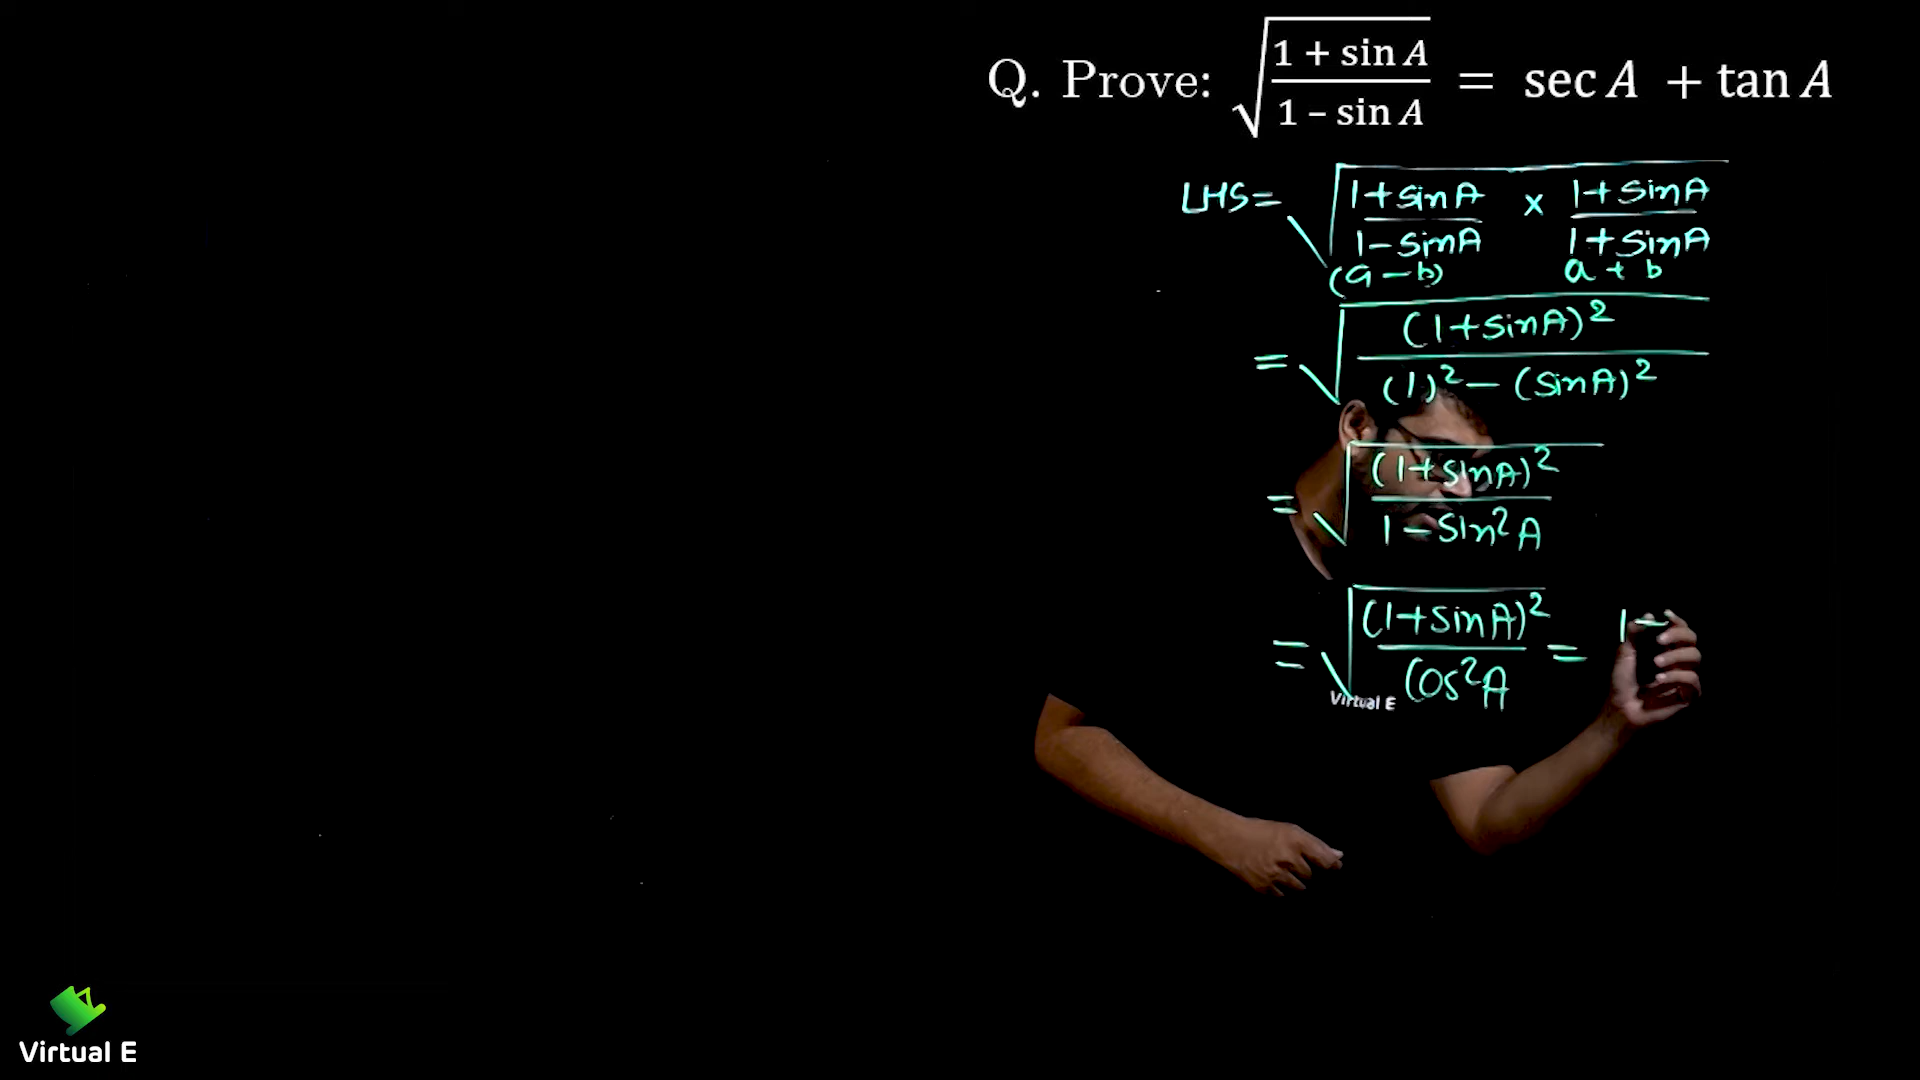 Q. Prove: √((1 + sin A)/(1 – sin A)) = sec A + tan A
LHS = √((1+sinA)/(1-sinA) × (1+sinA)/(1+sinA))
(a - b) a + b
= √((1+sinA)²/((1)² - (sinA)²))
= √((1+sinA)²/(1-sin²A))
= √((1+sinA)²/(Cos²A)) = 1
Virtual E
Virtual E